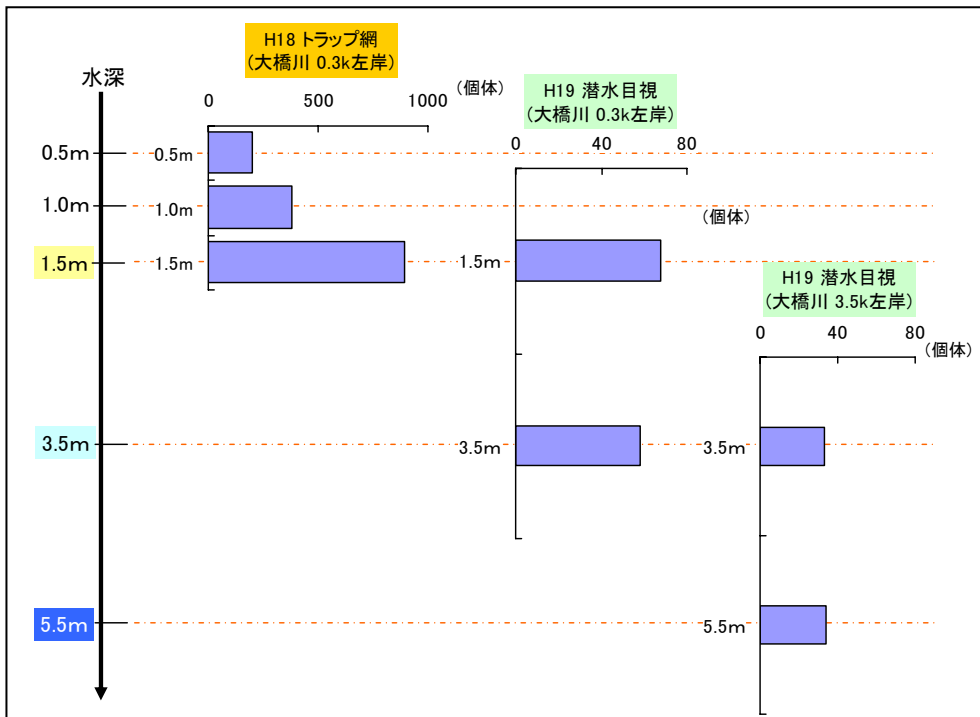 H18 トラップ網
(大橋川 0.3k左岸)
水深
0 500 1000 (個体)
0.5m
1.0m
1.5m
3.5m
5.5m
0.5m
1.0m
1.5m
H19 潜水目視
(大橋川 0.3k左岸)
0 40 80
(個体)
1.5m
3.5m
H19 潜水目視
(大橋川 3.5k左岸)
0 40 80
(個体)
3.5m
5.5m